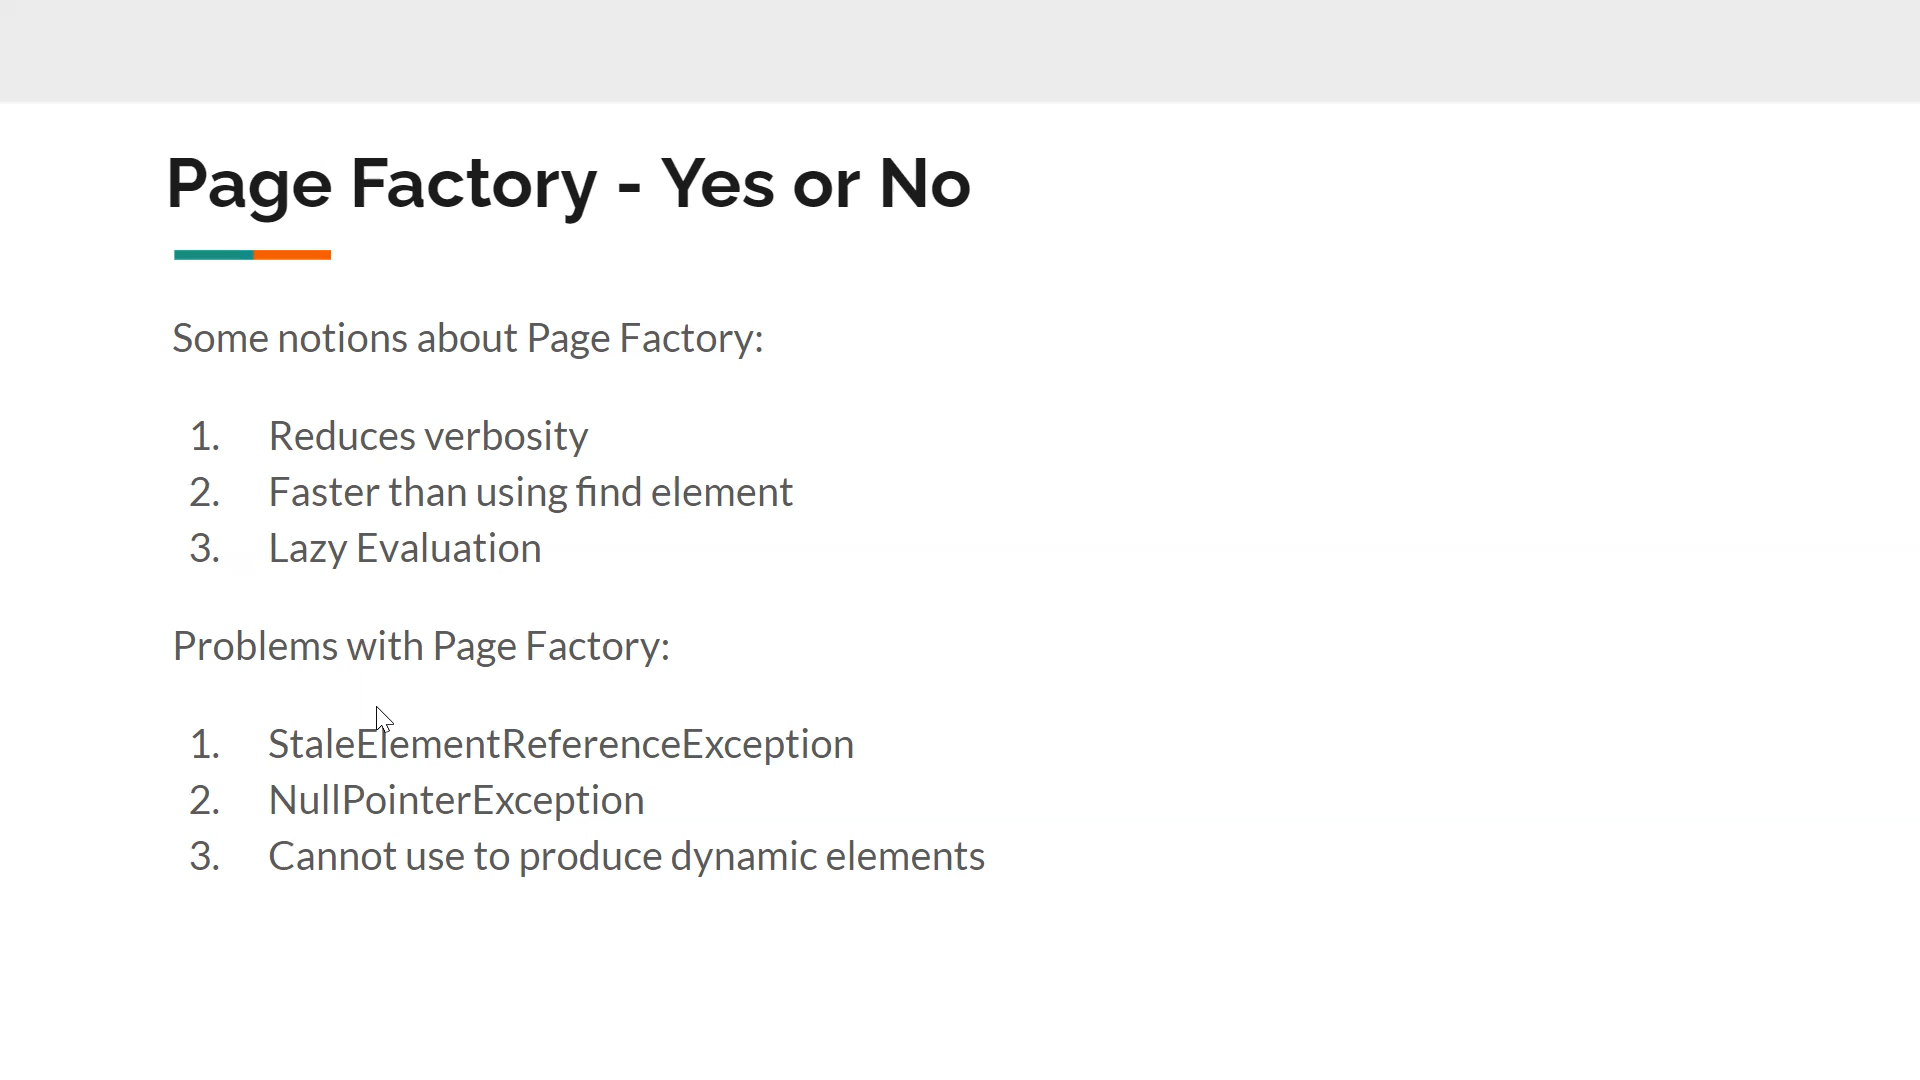 Page Factory - Yes or No
Some notions about Page Factory:
1. Reduces verbosity
2. Faster than using find element
3. Lazy Evaluation
Problems with Page Factory:
1. StaleElementReferenceException
2. NullPointerException
3. Cannot use to produce dynamic elements